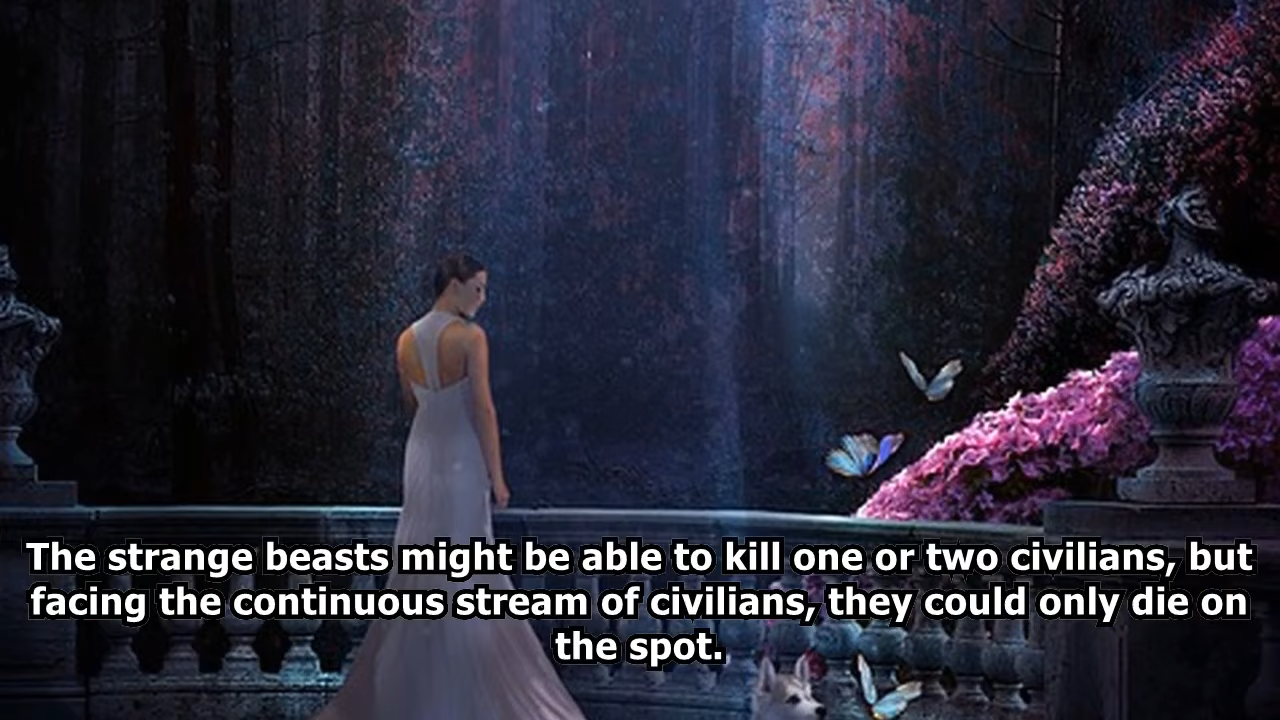 The strange beasts might be able to kill one or two civilians, but
facing the continuous stream of civilians, they could only die on
the spot.